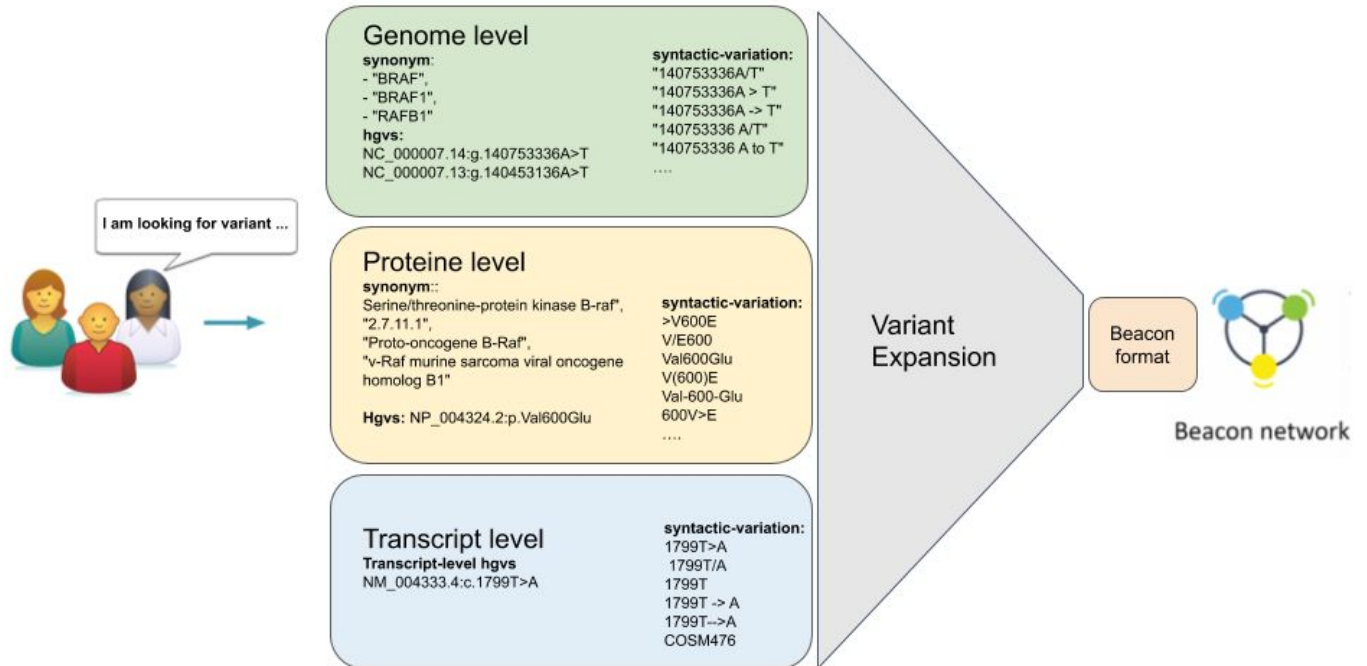 I am looking for variant ...
Genome level
synonym:
- "BRAF",
- "BRAF1",
- "RAFB1"
hgvs:
NC_000007.14:g.140753336A>T
NC_000007.13:g.140453136A>T
syntactic-variation:
"140753336A/T"
"140753336A > T"
"140753336A -> T"
"140753336 A/T"
"140753336 A to T"
....
Proteine level
synonym::
Serine/threonine-protein kinase B-raf",
"2.7.11.1",
"Proto-oncogene B-Raf",
"v-Raf murine sarcoma viral oncogene
homolog B1"
Hgvs: NP_004324.2:p.Val600Glu
syntactic-variation:
>V600E
V/E600
Val600Glu
V(600)E
Val-600-Glu
600V>E
....
Transcript level
Transcript-level hgvs
NM_004333.4:c.1799T>A
syntactic-variation:
1799T>A
1799T/A
1799T
1799T -> A
1799T-->A
COSM476
Variant
Expansion
Beacon
format
Beacon network